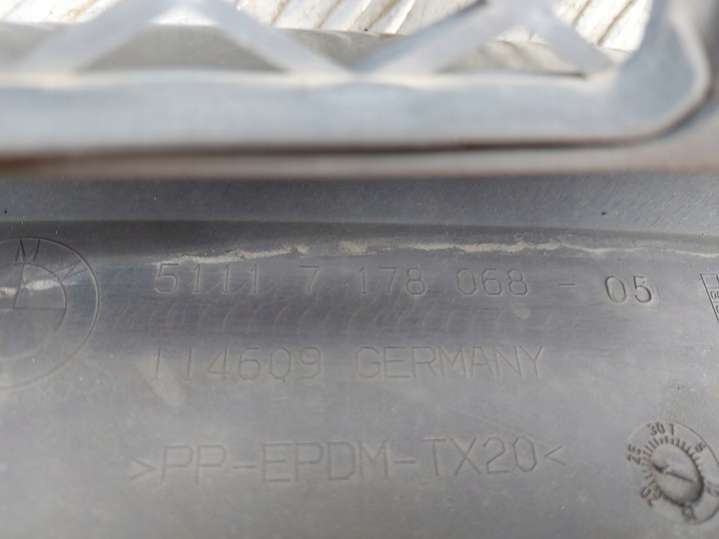 5111 7 178 068 - 05
114609 GERMANY
>PP-EPDM-TX20<